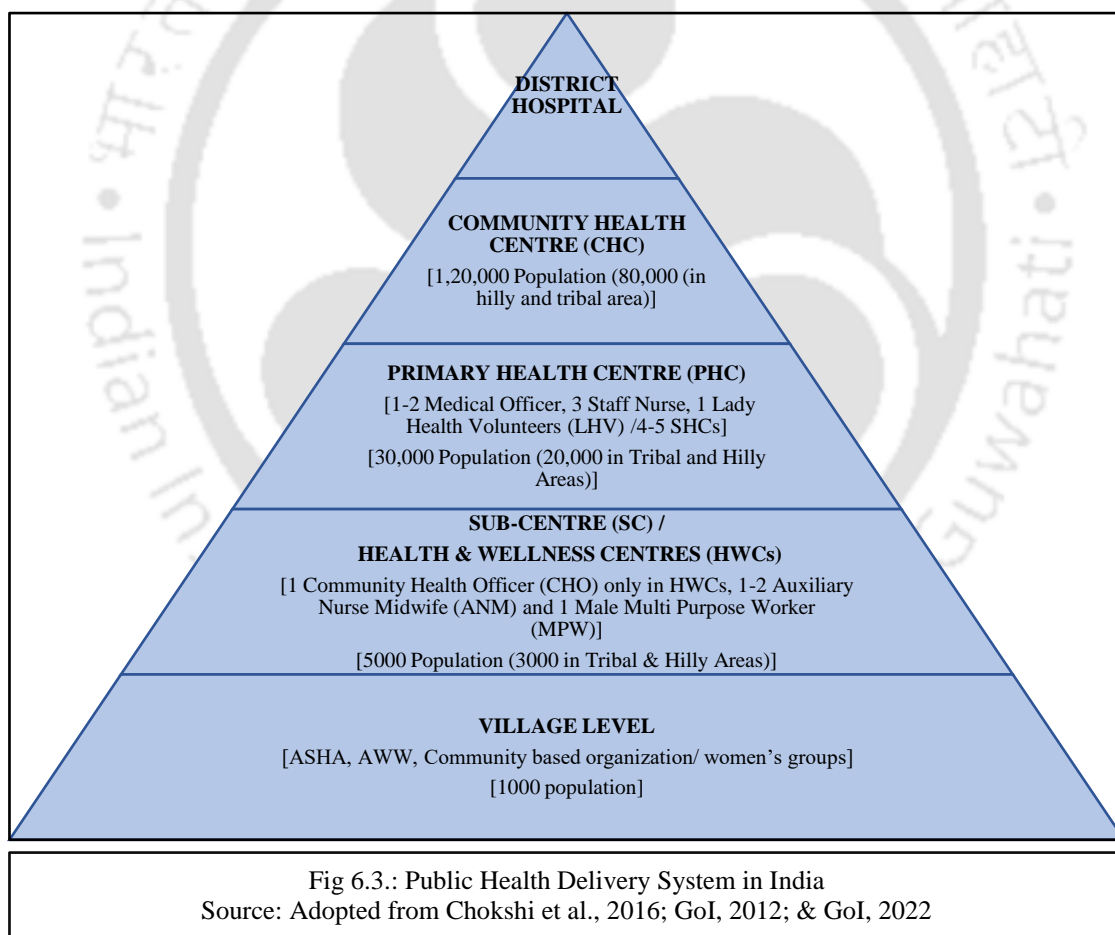 DISTRICT
HOSPITAL
COMMUNITY HEALTH
CENTRE (CHC)
[1,20,000 Population (80,000 (in
hilly and tribal area)]
PRIMARY HEALTH CENTRE (PHC)
[1-2 Medical Officer, 3 Staff Nurse, 1 Lady
Health Volunteers (LHV) /4-5 SHCs]
[30,000 Population (20,000 in Tribal and Hilly
Areas)]
SUB-CENTRE (SC) /
HEALTH & WELLNESS CENTRES (HWCs)
[1 Community Health Officer (CHO) only in HWCs, 1-2 Auxiliary
Nurse Midwife (ANM) and 1 Male Multi Purpose Worker
(MPW)]
[5000 Population (3000 in Tribal & Hilly Areas)]
VILLAGE LEVEL
[ASHA, AWW, Community based organization/ women’s groups]
[1000 population]
Fig 6.3.: Public Health Delivery System in India
Source: Adopted from Chokshi et al., 2016; GoI, 2012; & GoI, 2022
Indian In
Guwahati